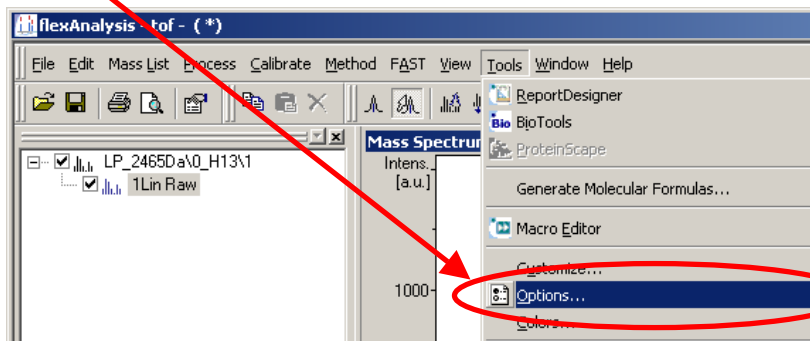 flexAnalysis - tof - ( *)
File Edit Mass List Process Calibrate Method FAST View Tools Window Help
ReportDesigner
Bio BioTools
ProteinScape
Generate Molecular Formulas...
Macro Editor
Customize...
Options...
Colors...
LP_2465Da\0_H13\1
1Lin Raw
Mass Spectrum
Intens.
[a.u.]
1000